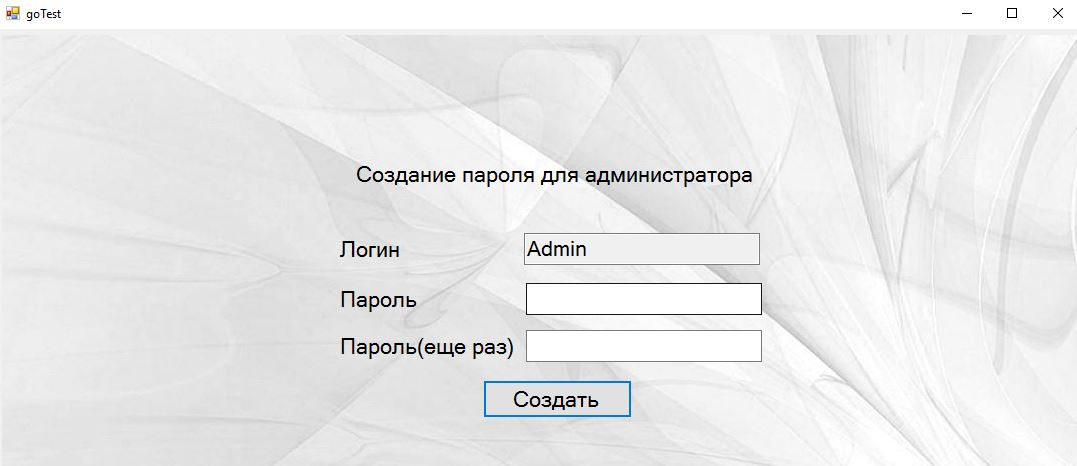 goTest
Создание пароля для администратора
Логин Admin
Пароль
Пароль(еще раз)
Создать